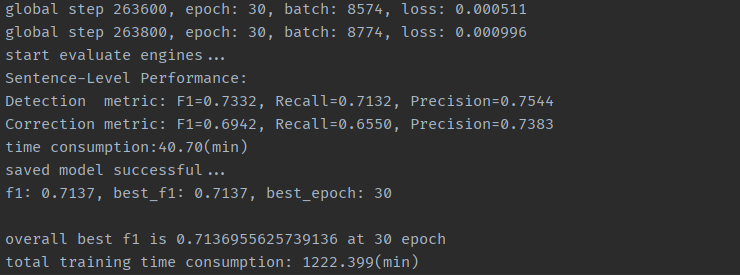 global step 263600, epoch: 30, batch: 8574, loss: 0.000511
global step 263800, epoch: 30, batch: 8774, loss: 0.000996
start evaluate engines...
Sentence-Level Performance:
Detection  metric: F1=0.7332, Recall=0.7132, Precision=0.7544
Correction metric: F1=0.6942, Recall=0.6550, Precision=0.7383
time consumption:40.70(min)
saved model successful...
f1: 0.7137, best_f1: 0.7137, best_epoch: 30
overall best f1 is 0.7136955625739136 at 30 epoch
total training time consumption: 1222.399(min)